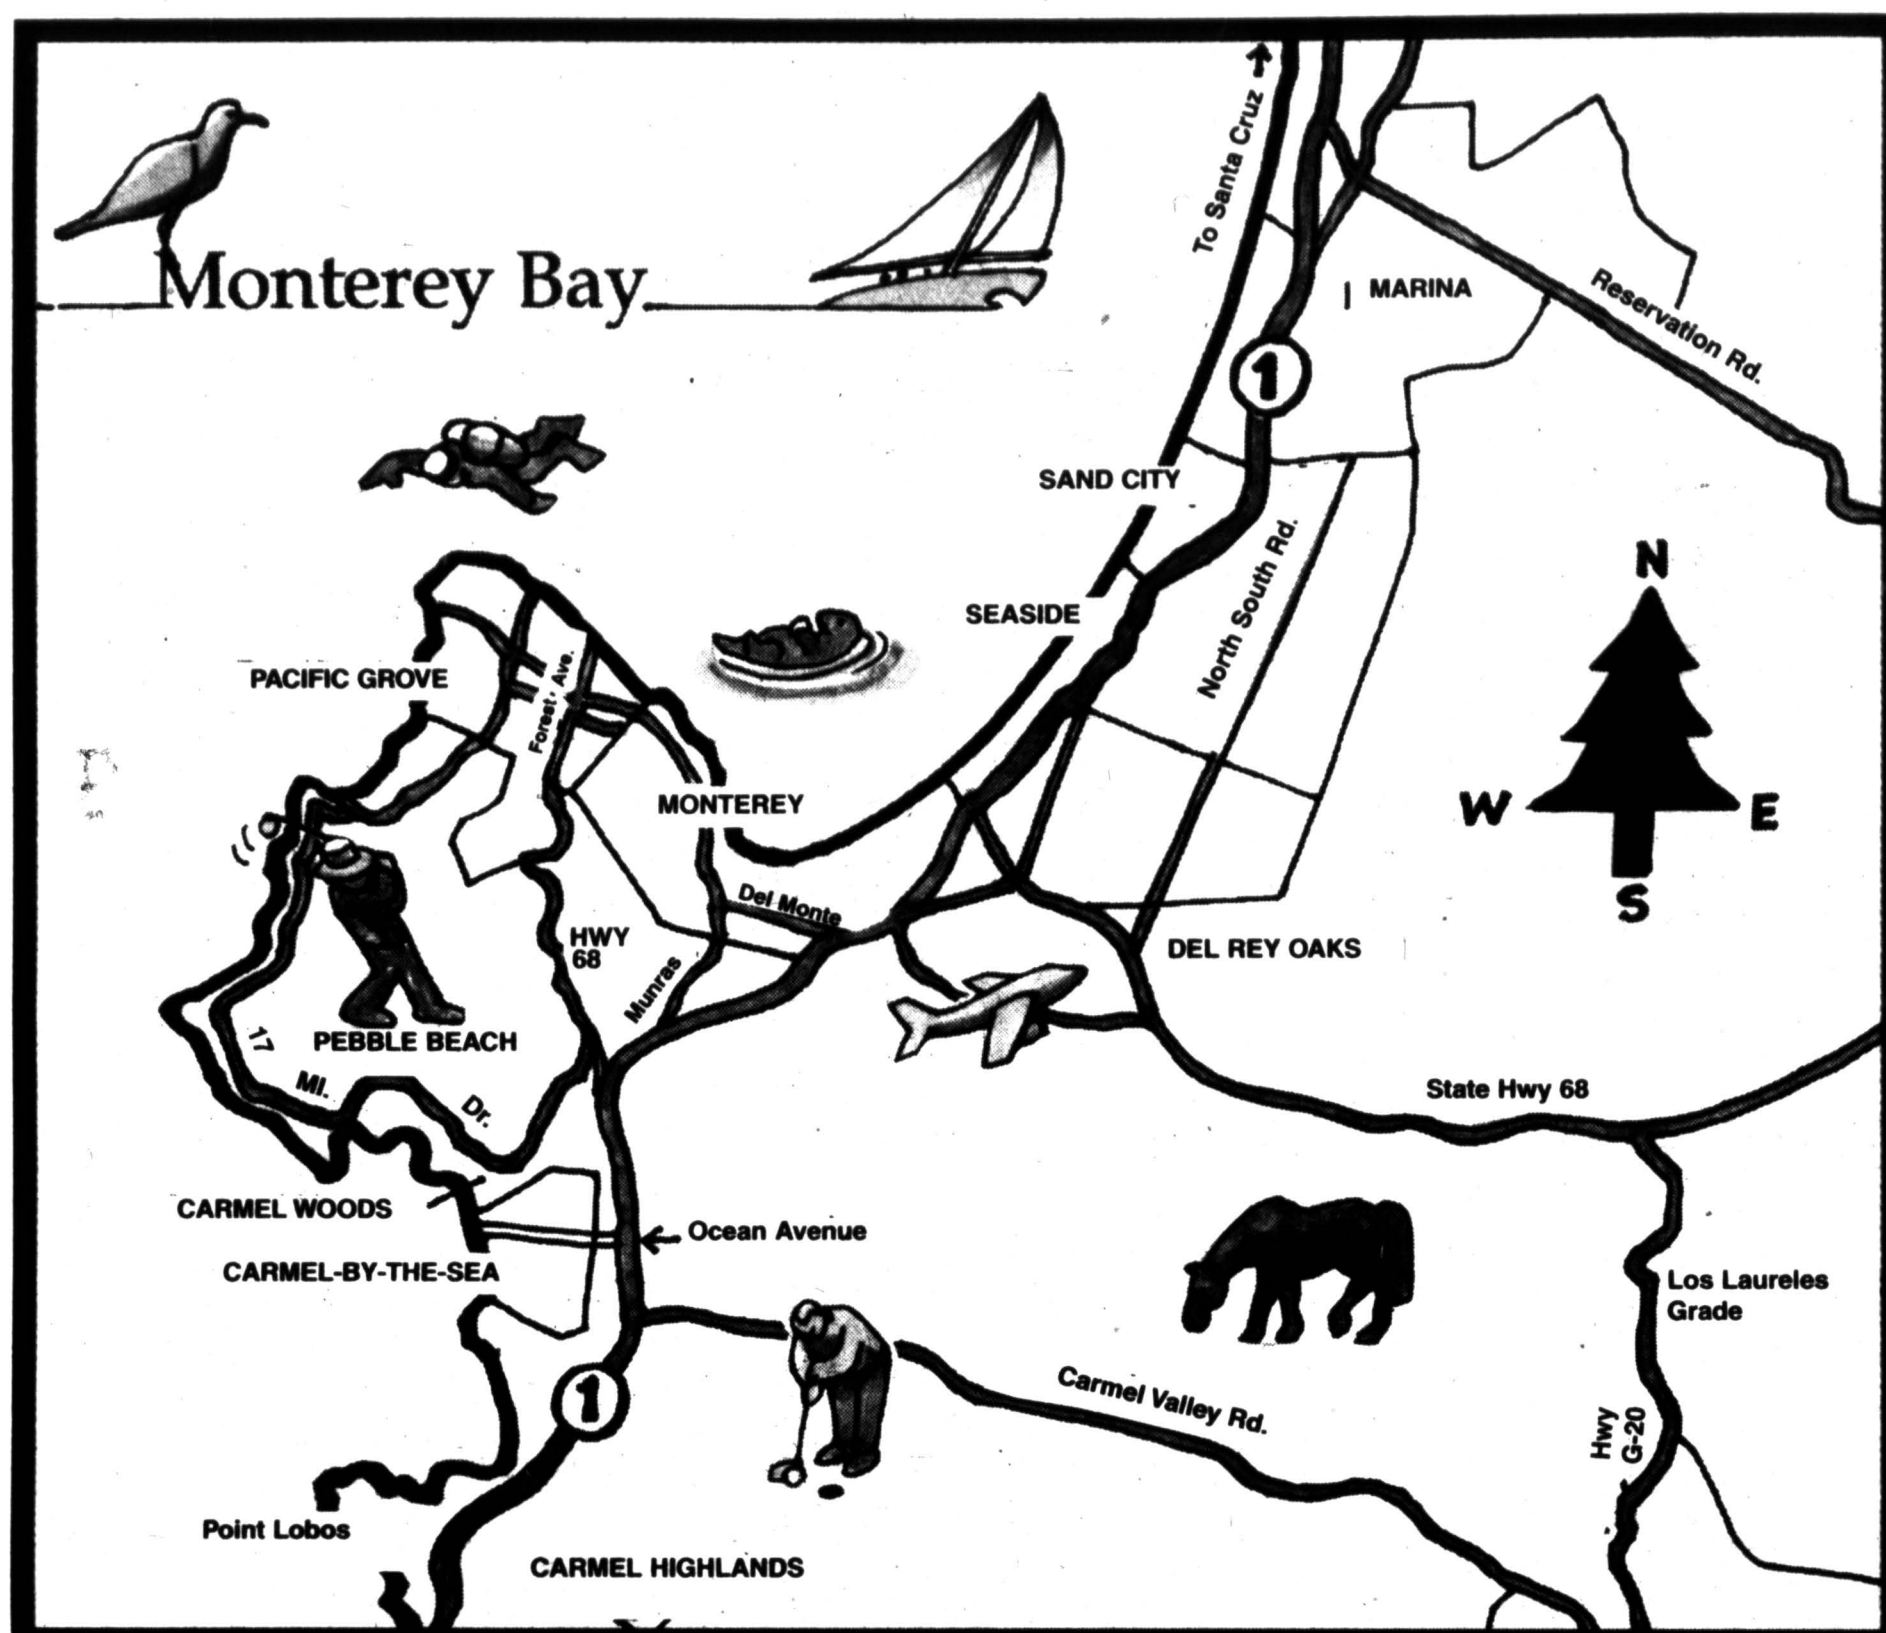 To Santa Cruz
Monterey Bay
MARINA
Reservation Rd.
1
SAND CITY
North South Rd.
N
SEASIDE
PACIFIC GROVE
Forest Ave.
MONTEREY
W
E
S
Del Monte
HWY
68
Munras
DEL REY OAKS
17
MI.
Dr.
PEBBLE BEACH
State Hwy 68
CARMEL WOODS
Ocean Avenue
CARMEL-BY-THE-SEA
Los Laureles
Grade
1
Carmel Valley Rd.
Hwy
G-20
Point Lobos
CARMEL HIGHLANDS